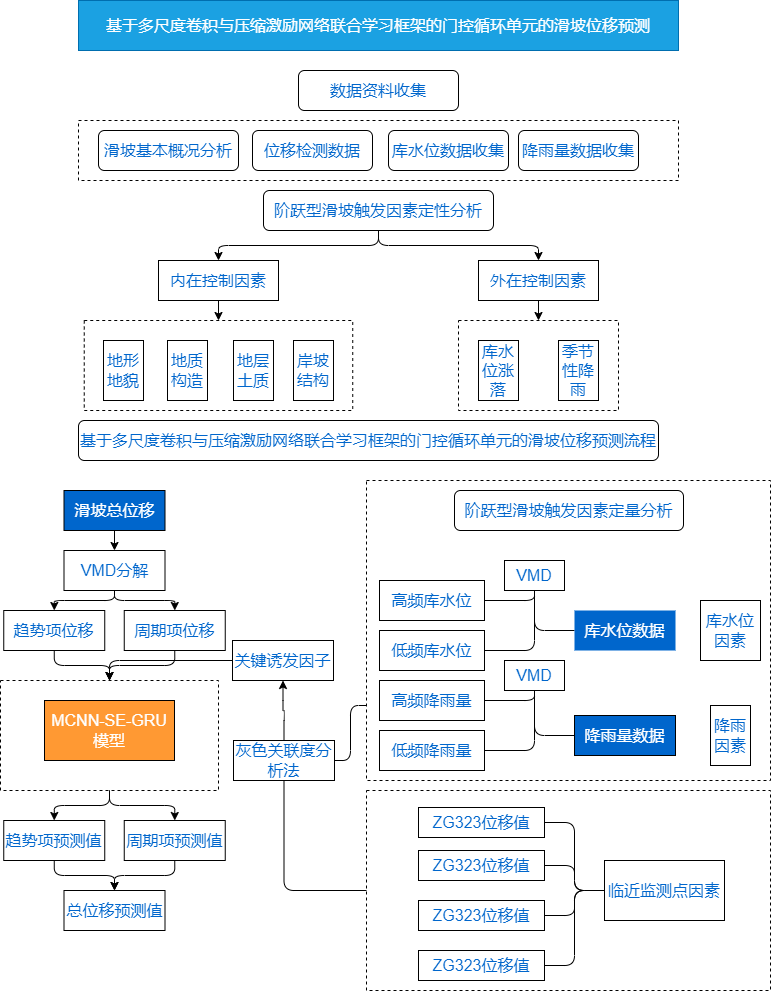 基于多尺度卷积与压缩激励网络联合学习框架的门控循环单元的滑坡位移预测
数据资料收集
滑坡基本概况分析
位移检测数据
库水位数据收集
降雨量数据收集
阶跃型滑坡触发因素定性分析
内在控制因素
外在控制因素
地形
地貌
地质
构造
地层
土质
岸坡
结构
库水
位涨
落
季节
性降
雨
基于多尺度卷积与压缩激励网络联合学习框架的门控循环单元的滑坡位移预测流程
滑坡总位移
VMD分解
趋势项位移
周期项位移
关键诱发因子
MCNN-SE-GRU
模型
灰色关联度分
析法
趋势项预测值
周期项预测值
总位移预测值
阶跃型滑坡触发因素定量分析
VMD
高频库水位
低频库水位
库水位数据
库水位
因素
VMD
高频降雨量
低频降雨量
降雨量数据
降雨
因素
ZG323位移值
ZG323位移值
ZG323位移值
ZG323位移值
临近监测点因素